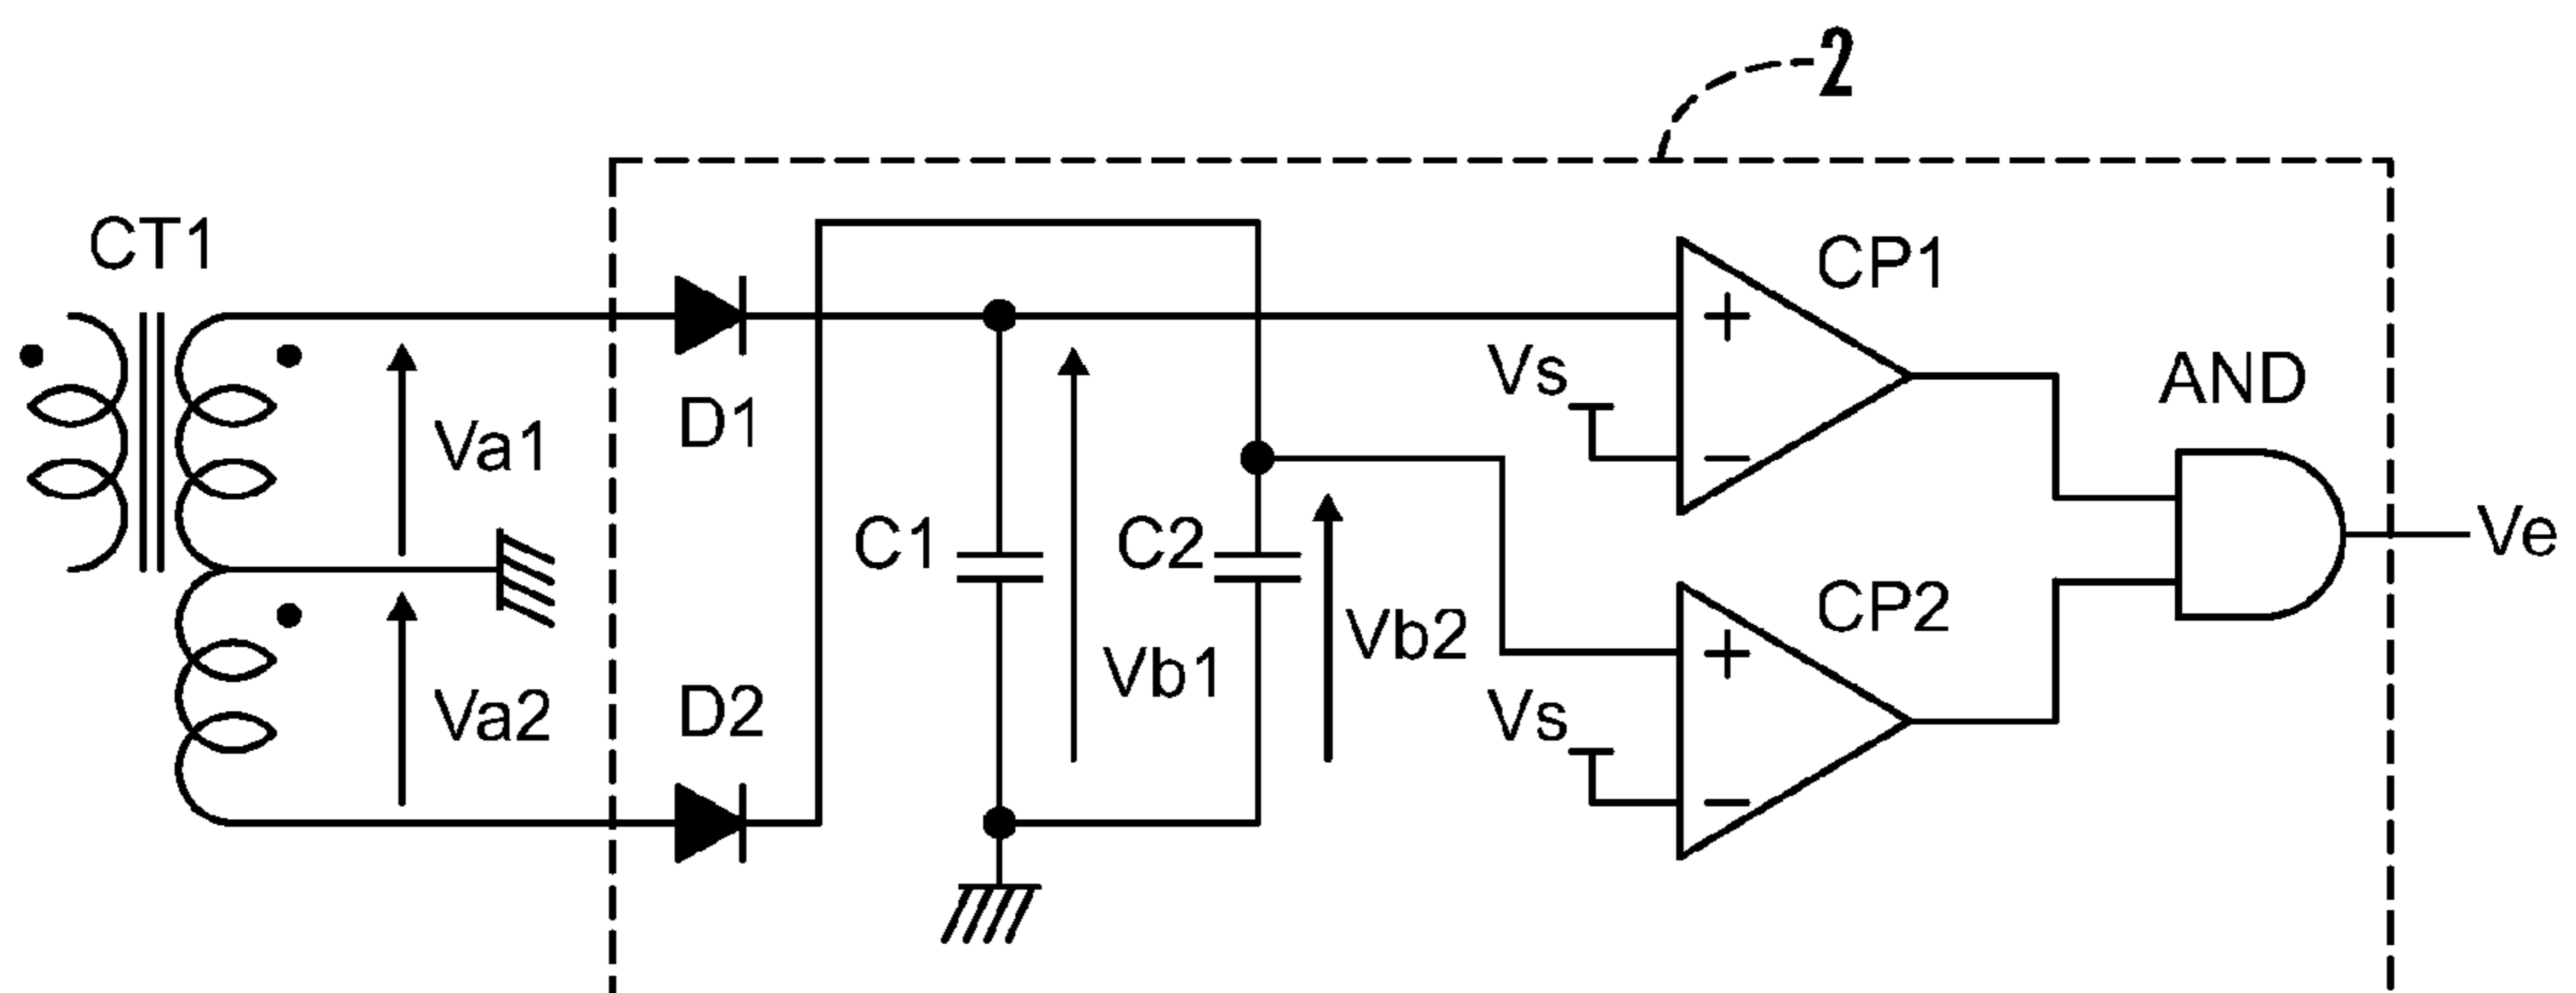 2
CT1
CP1
Vs
AND
D1
Va1
+
−
C1
C2
Ve
CP2
Vb2
Vb1
+
D2
Va2
Vs
−